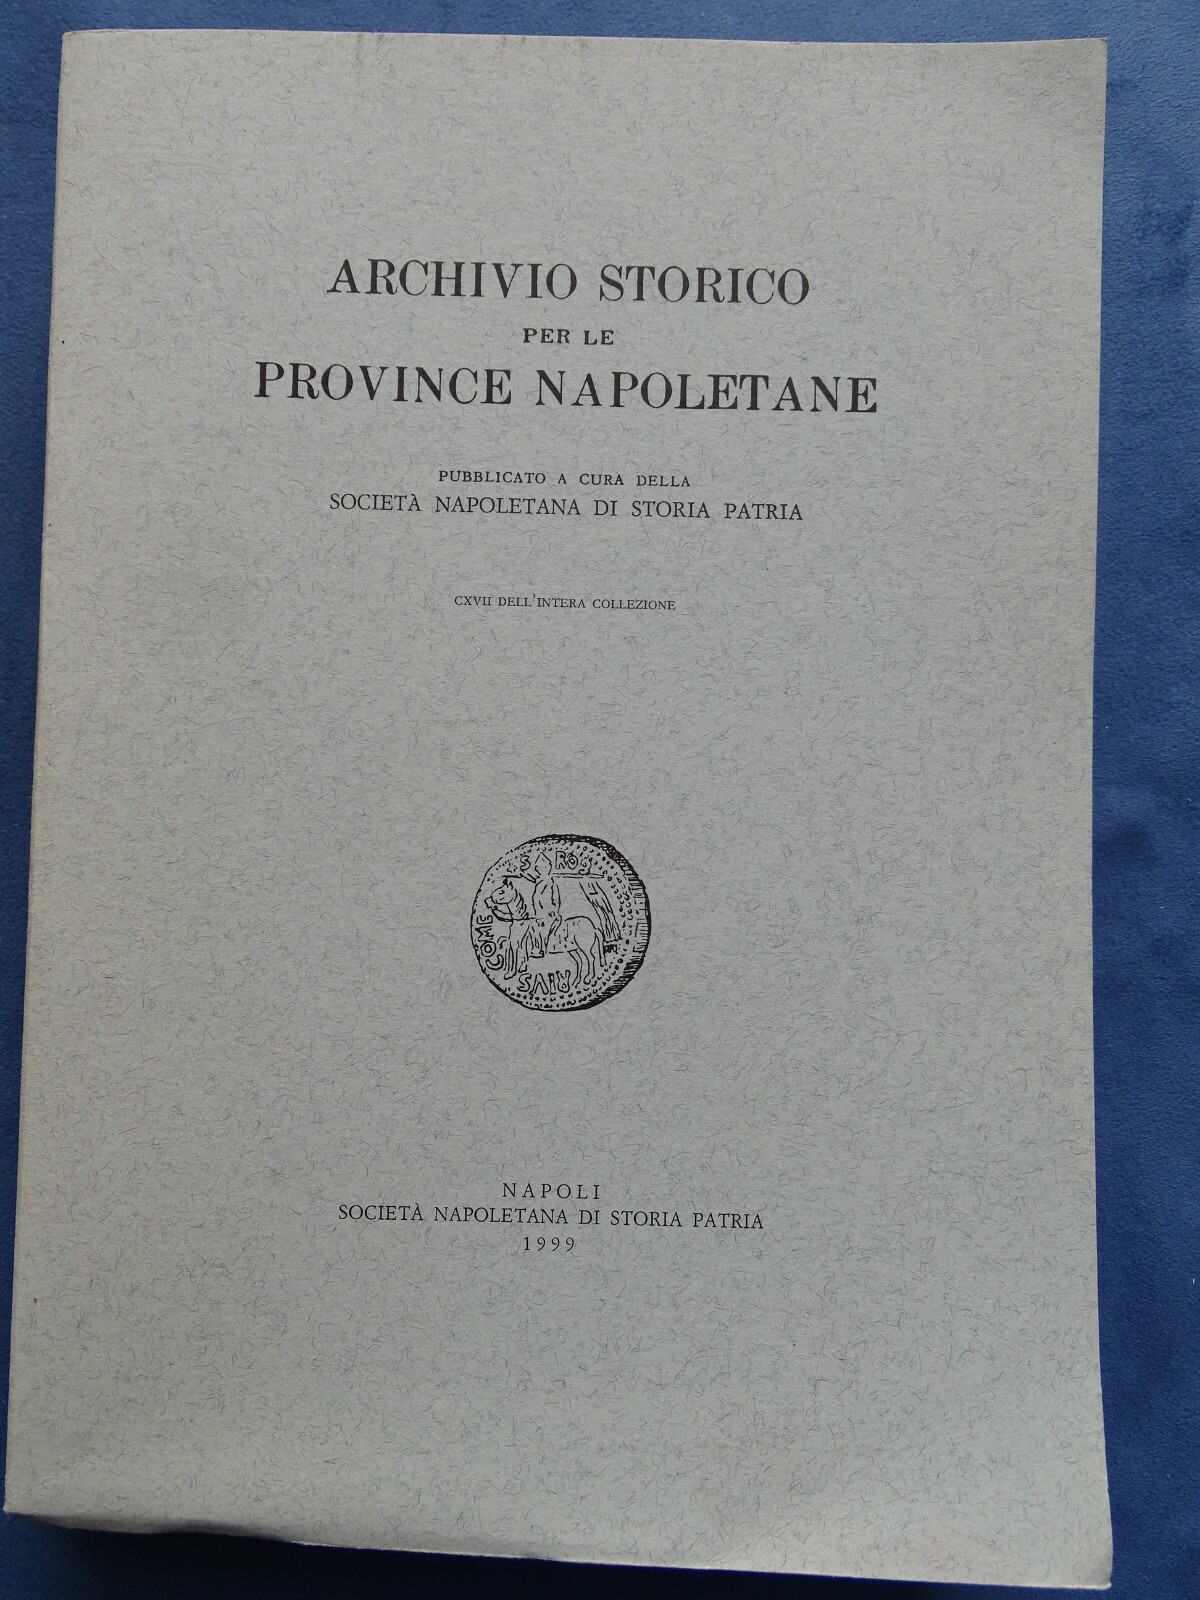 ARCHIVIO STORICO
PER LE
PROVINCE NAPOLETANE
PUBBLICATO A CURA DELLA
SOCIETÀ NAPOLETANA DI STORIA PATRIA
CXVII DELL'INTERA COLLEZIONE
COME
NAPOLI
SOCIETÀ NAPOLETANA DI STORIA PATRIA
1999